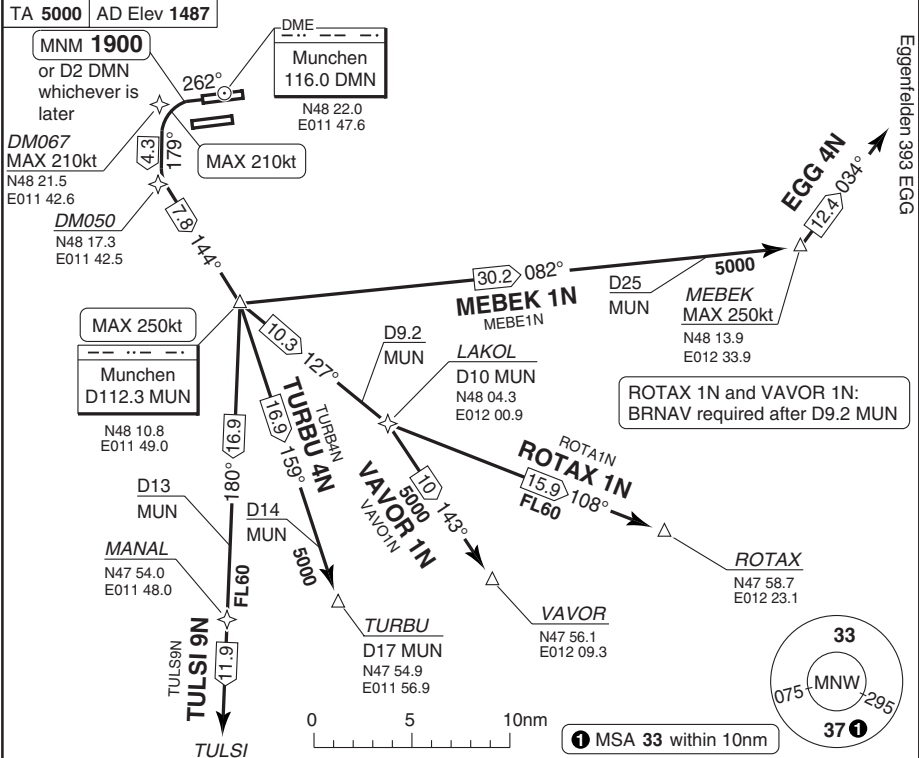 TA 5000 AD Elev 1487
MNM 1900
or D2 DMN
whichever is
later
DME
Munchen
116.0 DMN
N48 22.0
E011 47.6
262°
DM067
MAX 210kt
N48 21.5
E011 42.6
4.3
179°
MAX 210kt
DM050
N48 17.3
E011 42.5
7.8
144°
Eggenfelden 393 EGG
EGG 4N
12.4 034°
30.2 082°
MEBEK 1N
MEBE1N
D25
MUN
5000
MEBEK
MAX 250kt
N48 13.9
E012 33.9
MAX 250kt
Munchen
D112.3 MUN
N48 10.8
E011 49.0
10.3
127°
D9.2
MUN
LAKOL
D10 MUN
N48 04.3
E012 00.9
ROTAX 1N and VAVOR 1N:
BRNAV required after D9.2 MUN
16.9
180°
16.9
159°
TURB4N
TURBU 4N
5000
D14
MUN
TURBU
D17 MUN
N47 54.9
E011 56.9
10
143°
5000
VAVOR 1N
VAVO1N
VAVOR
N47 56.1
E012 09.3
ROTA1N
ROTAX 1N
15.9 108°
FL60
ROTAX
N47 58.7
E012 23.1
D13
MUN
MANAL
N47 54.0
E011 48.0
FL60
TULS9N
TULSI 9N
11.9
TULSI
0 5 10nm
1 MSA 33 within 10nm
33
075 MNW 295
37 1